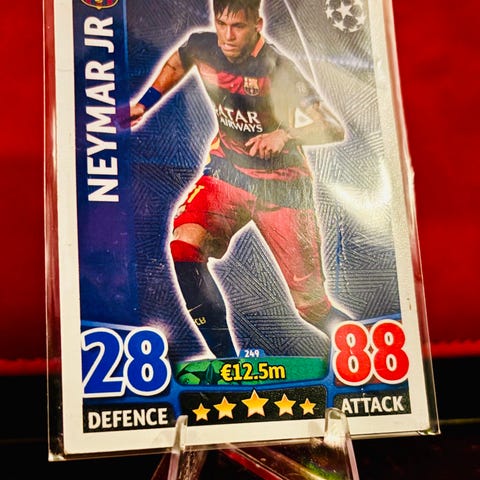 NEYMAR JR
QATAR
AIRWAYS
249
€12.5m
28
88
DEFENCE
ATTACK